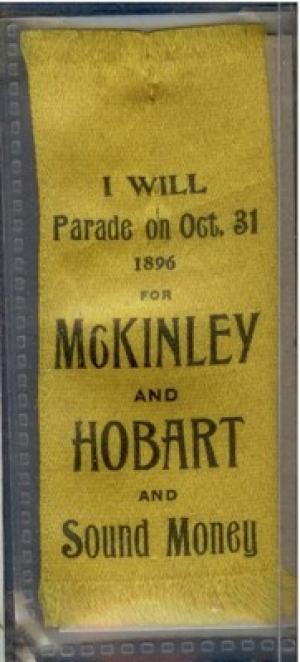 I WILL
Parade on Oct. 31
1896
FOR
McKINLEY
AND
HOBART
AND
Sound Money